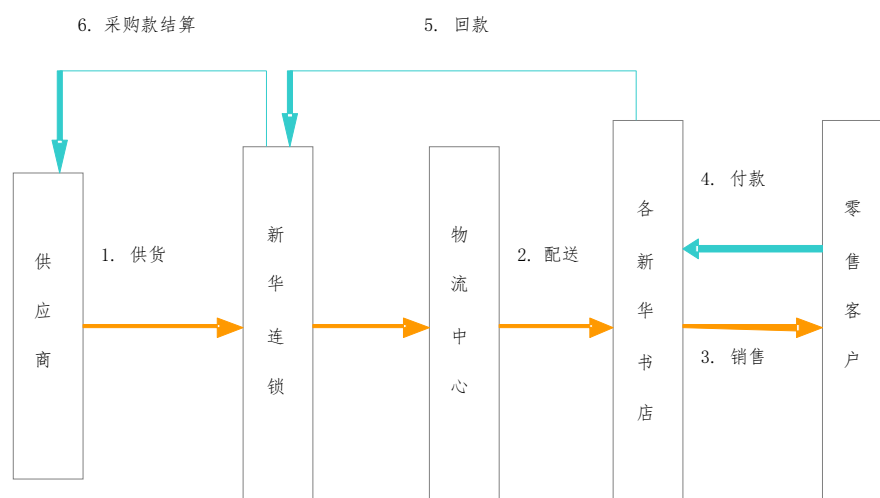 6. 采购款结算
5. 回款
4. 付款
1. 供货
2. 配送
3. 销售
供应商
新华连锁
物流中心
各新华书店
零售客户